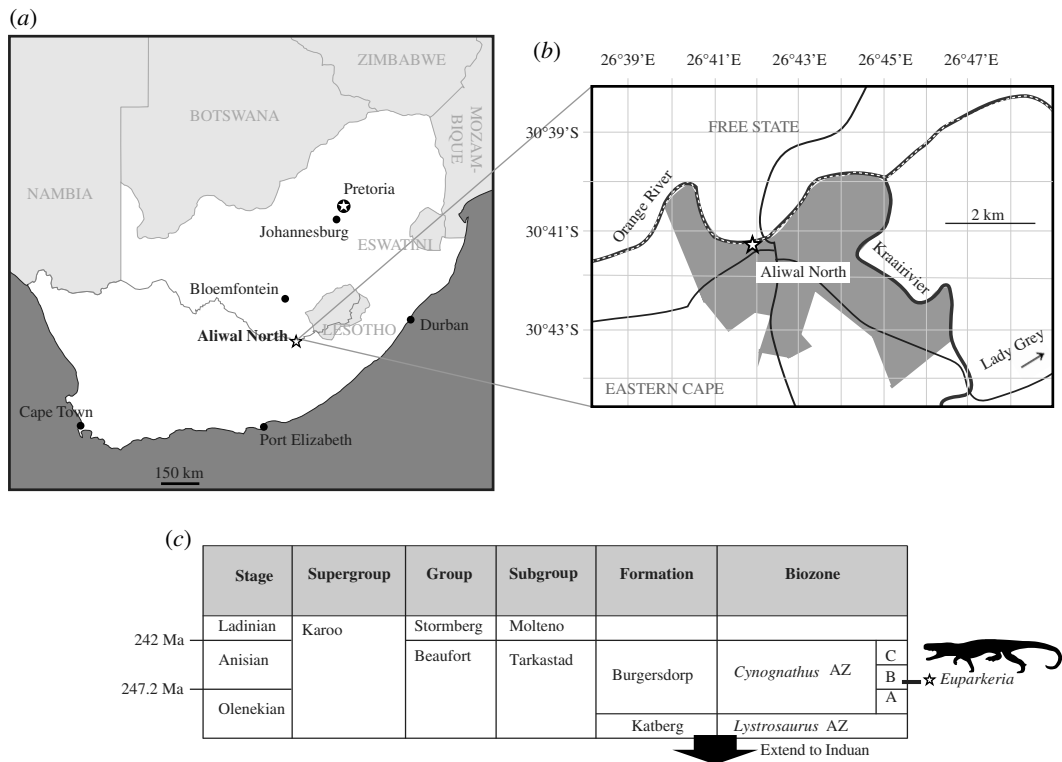 (a)
ZIMBABWE
BOTSWANA
MOZAM-
BIQUE
NAMBIA
Pretoria
Johannesburg
ESWATINI
Bloemfontein
LESOTHO
Aliwal North
Durban
Cape Town
Port Elizabeth
150 km
(b)
26°39’E 26°41’E 26°43’E 26°45’E 26°47’E
30°39’S
FREE STATE
Orange River
2 km
30°41’S
Kraairivier
Aliwal North
30°43’S
Lady Grey
EASTERN CAPE
(c)
Stage Supergroup Group Subgroup Formation Biozone
Ladinian Karoo Stormberg Molteno
242 Ma
Anisian Beaufort Tarkastad Burgersdorp Cynognathus AZ C
B Euparkeria
247.2 Ma
Olenekian A
Katberg Lystrosaurus AZ
Extend to Induan